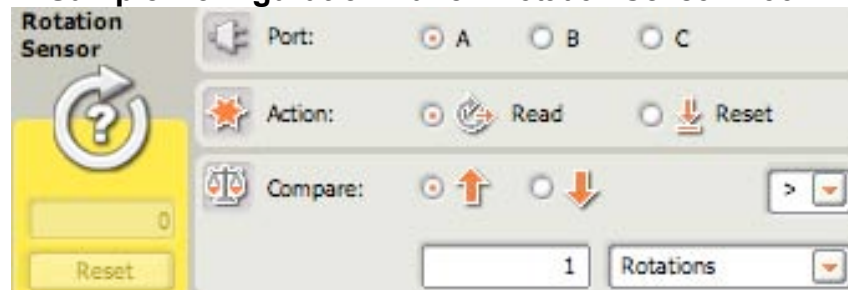 Rotation
Sensor
Port: A B C
Action: Read Reset
Compare: >
0
1 Rotations
Reset